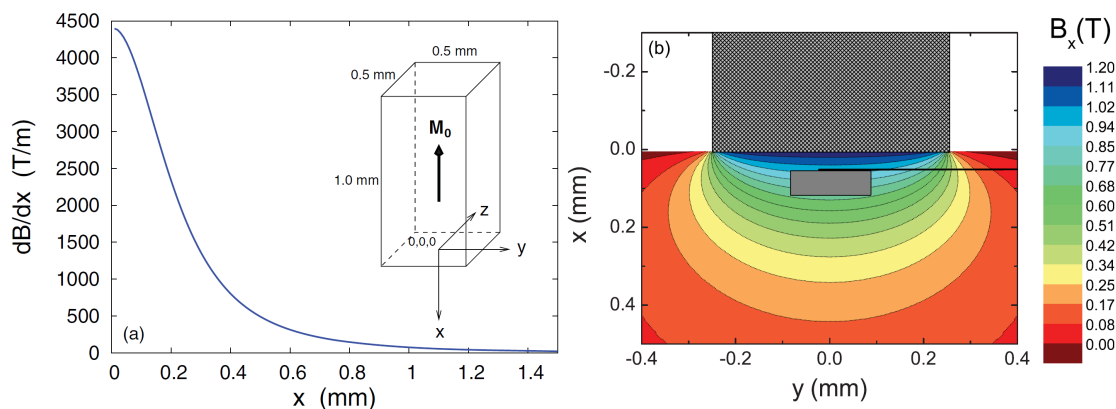 4500
4000
3500
3000
2500
2000
1500
1000
500
0
dB/dx (T/m)
(a)
0 0.2 0.4 0.6 0.8 1 1.2 1.4
x (mm)
0.5 mm
0.5 mm
M0
1.0 mm
z
0,0,0
y
x
(b)
-0.2
0.0
0.2
0.4
x (mm)
-0.4 -0.2 0.0 0.2 0.4
y (mm)
Bx(T)
1.20
1.11
1.02
0.94
0.85
0.77
0.68
0.60
0.51
0.42
0.34
0.25
0.17
0.08
0.00